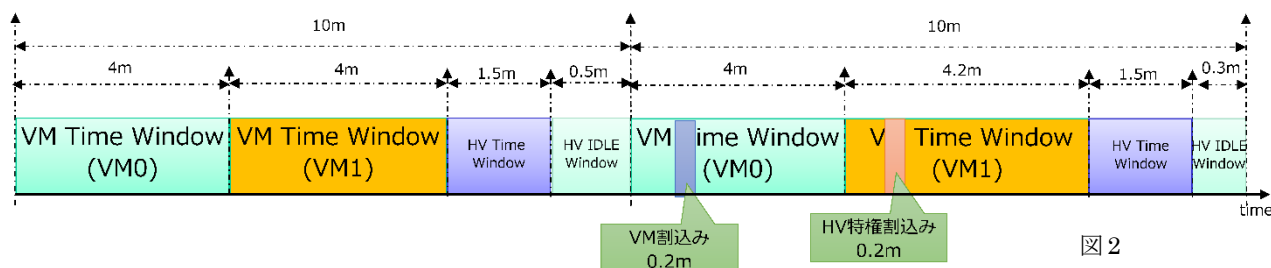 10m
10m
4m
4m
1.5m
0.5m
4m
4.2m
1.5m
0.3m
VM Time Window
(VM0)
VM Time Window
(VM1)
HV Time
Window
HV IDLE
Window
VM ime Window
(VM0)
V Time Window
(VM1)
HV Time
Window
HV IDLE
Window
time
VM割込み
0.2m
HV特権割込み
0.2m
図2